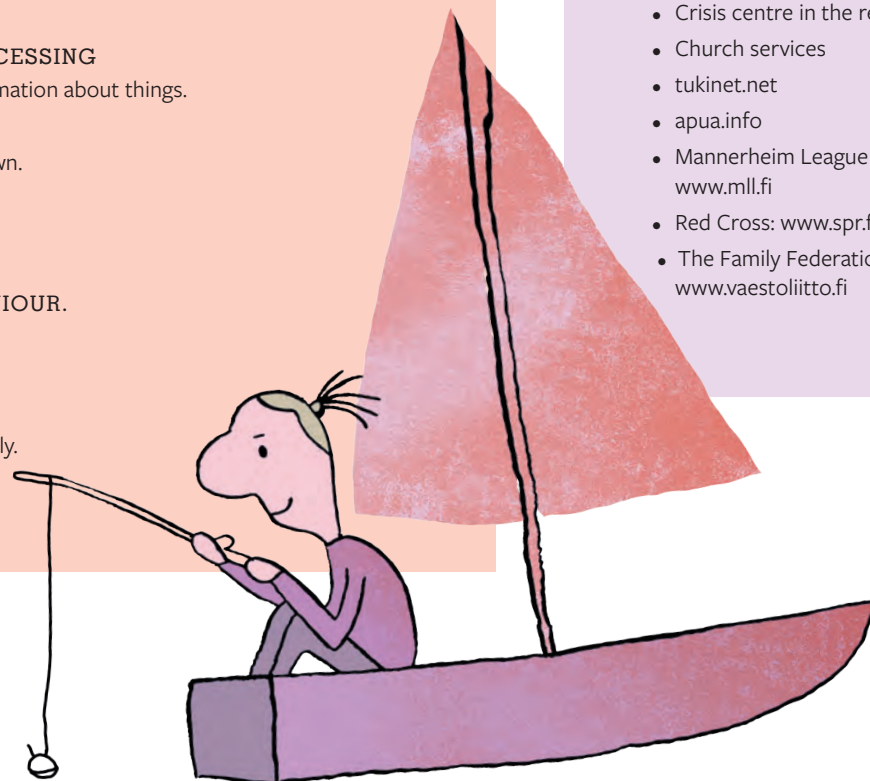 CESSING
mation about things.
wn.
IOUR.
ly.
• Crisis centre in the re
• Church services
• tukinet.net
• apua.info
• Mannerheim League
www.mll.fi
• Red Cross: www.spr.f
• The Family Federatio
www.vaestoliitto.fi